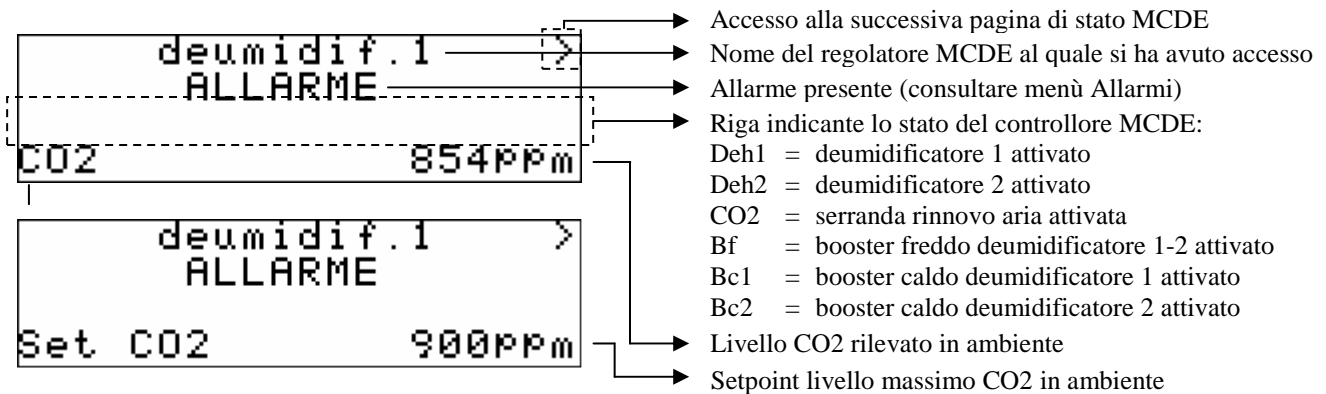 deumidif.1 >
ALLARME
CO2 854ppm
deumidif.1 >
ALLARME
Set CO2 900ppm
Accesso alla successiva pagina di stato MCDE
Nome del regolatore MCDE al quale si ha avuto accesso
Allarme presente (consultare menù Allarmi)
Riga indicante lo stato del controllore MCDE:
Deh1 = deumidificatore 1 attivato
Deh2 = deumidificatore 2 attivato
CO2 = serranda rinnovo aria attivata
Bf = booster freddo deumidificatore 1-2 attivato
Bc1 = booster caldo deumidificatore 1 attivato
Bc2 = booster caldo deumidificatore 2 attivato
Livello CO2 rilevato in ambiente
Setpoint livello massimo CO2 in ambiente